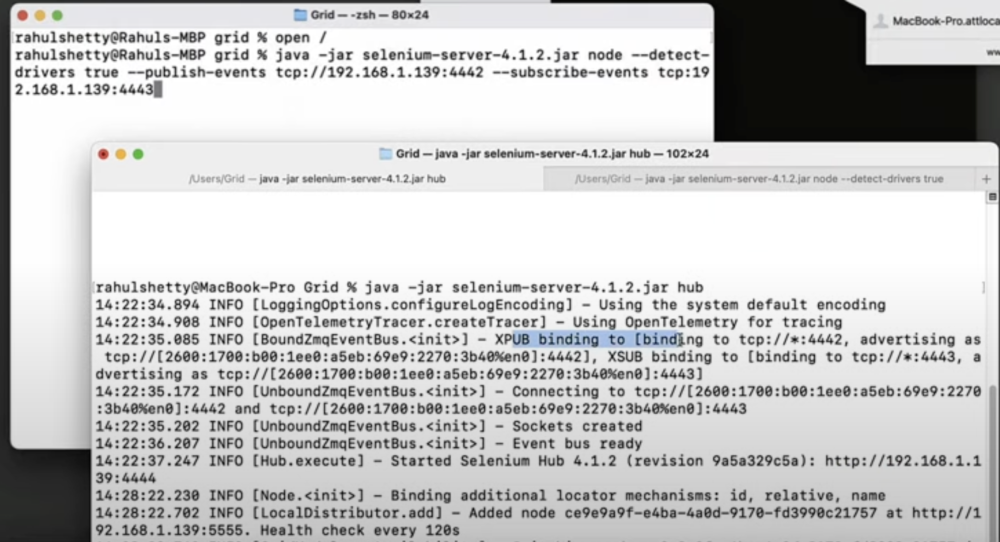 Grid — -zsh — 80×24
MacBook-Pro.attloca
rahulshetty@Rahuls-MBP grid % open /
ww
rahulshetty@Rahuls-MBP grid % java -jar selenium-server-4.1.2.jar node --detect-
drivers true --publish-events tcp://192.168.1.139:4442 --subscribe-events tcp:19
2.168.1.139:4443
Grid — java -jar selenium-server-4.1.2.jar hub — 102×24
/Users/Grid — java -jar selenium-server-4.1.2.jar hub
/Users/Grid — java -jar selenium-server-4.1.2.jar node --detect-drivers true +
rahulshetty@MacBook-Pro Grid % java -jar selenium-server-4.1.2.jar hub
14:22:34.894 INFO [LoggingOptions.configureLogEncoding] - Using the system default encoding
14:22:34.908 INFO [OpenTelemetryTracer.createTracer] - Using OpenTelemetry for tracing
14:22:35.085 INFO [BoundZmqEventBus.<init>] - XPUB binding to [binding to tcp://*:4442, advertising as
tcp://[2600:1700:b00:1ee0:a5eb:69e9:2270:3b40%en0]:4442], XSUB binding to [binding to tcp://*:4443, a
dvertising as tcp://[2600:1700:b00:1ee0:a5eb:69e9:2270:3b40%en0]:4443]
14:22:35.172 INFO [UnboundZmqEventBus.<init>] - Connecting to tcp://[2600:1700:b00:1ee0:a5eb:69e9:2270
:3b40%en0]:4442 and tcp://[2600:1700:b00:1ee0:a5eb:69e9:2270:3b40%en0]:4443
14:22:35.202 INFO [UnboundZmqEventBus.<init>] - Sockets created
14:22:36.207 INFO [UnboundZmqEventBus.<init>] - Event bus ready
14:22:37.247 INFO [Hub.execute] - Started Selenium Hub 4.1.2 (revision 9a5a329c5a): http://192.168.1.1
39:4444
14:28:22.230 INFO [Node.<init>] - Binding additional locator mechanisms: id, relative, name
14:28:22.702 INFO [LocalDistributor.add] - Added node ce9e9a9f-e4ba-4a0d-9170-fd3990c21757 at http://1
92.168.1.139:5555. Health check every 120s